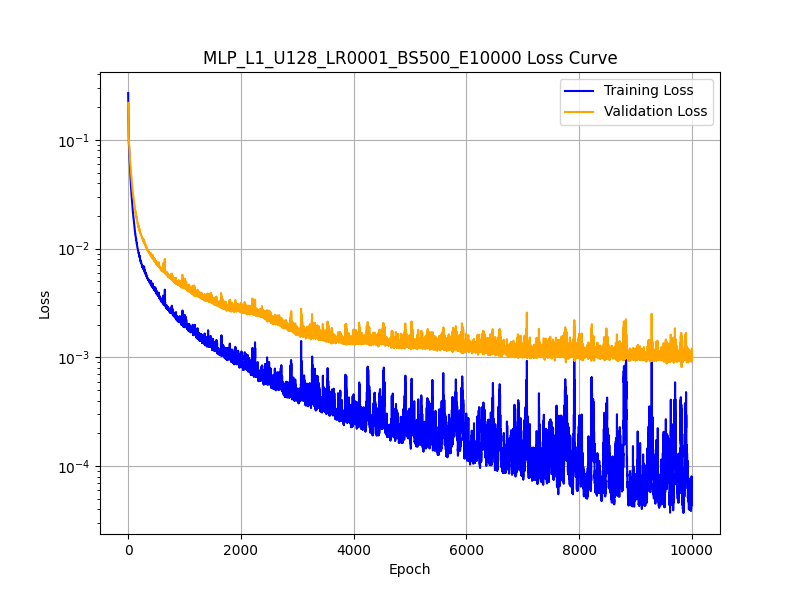 MLP_L1_U128_LR0001_BS500_E10000 Loss Curve
Training Loss
Validation Loss
10⁻¹
10⁻²
10⁻³
10⁻⁴
Loss
0 2000 4000 6000 8000 10000
Epoch